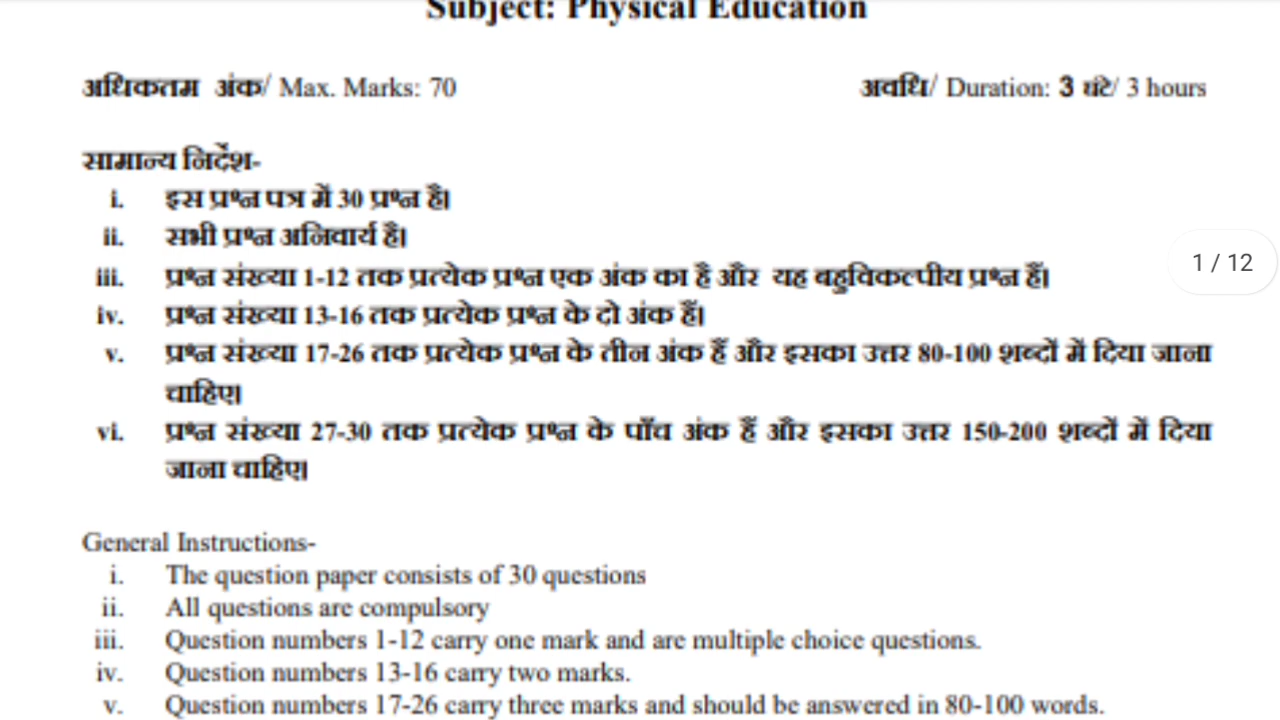 Subject: Physical Education
अधिकतम अंक/ Max. Marks: 70
अवधि/ Duration: 3 घंटे/ 3 hours
सामान्य निर्देश-
i. इस प्रश्न पत्र में 30 प्रश्न है।
ii. सभी प्रश्न अनिवार्य है।
iii. प्रश्न संख्या 1-12 तक प्रत्येक प्रश्न एक अंक का है और यह बहुविकल्पीय प्रश्न हैं।
iv. प्रश्न संख्या 13-16 तक प्रत्येक प्रश्न के दो अंक हैं।
v. प्रश्न संख्या 17-26 तक प्रत्येक प्रश्न के तीन अंक हैं और इसका उत्तर 80-100 शब्दों में दिया जाना
चाहिए।
vi. प्रश्न संख्या 27-30 तक प्रत्येक प्रश्न के पाँच अंक हैं और इसका उत्तर 150-200 शब्दों में दिया
जाना चाहिए।
1 / 12
General Instructions-
i. The question paper consists of 30 questions
ii. All questions are compulsory
iii. Question numbers 1-12 carry one mark and are multiple choice questions.
iv. Question numbers 13-16 carry two marks.
v. Question numbers 17-26 carry three marks and should be answered in 80-100 words.